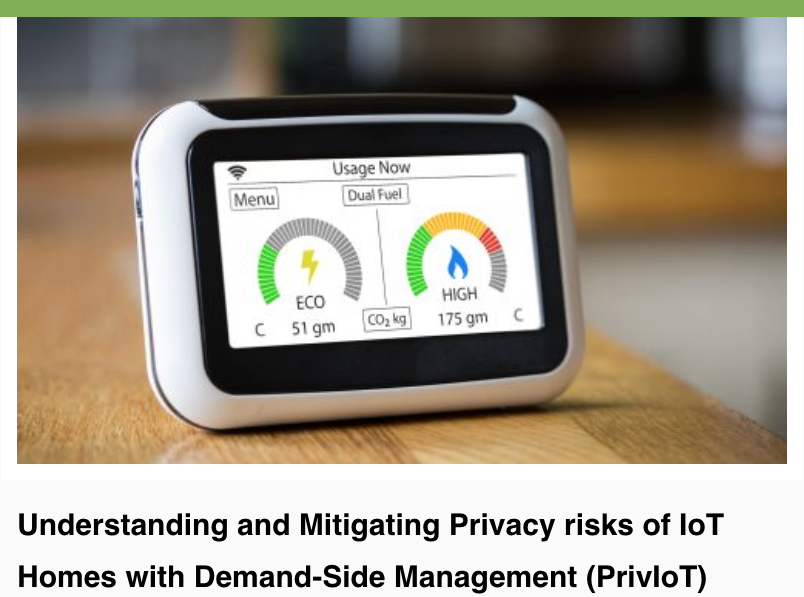 Usage Now
Menu
Dual Fuel
ECO
HIGH
C 51 gm
CO₂ kg
175 gm C
Understanding and Mitigating Privacy risks of IoT
Homes with Demand-Side Management (PrivIoT)